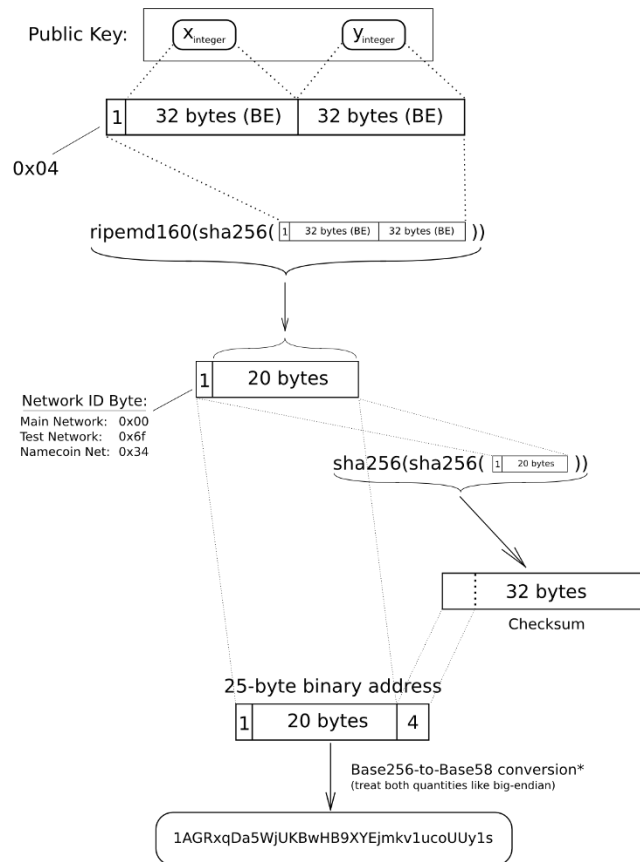 Public Key:
x integer
y integer
1
32 bytes (BE)
32 bytes (BE)
0x04
ripemd160(sha256( 1 32 bytes (BE) 32 bytes (BE) ))
1
20 bytes
Network ID Byte:
Main Network: 0x00
Test Network: 0x6f
Namecoin Net: 0x34
sha256(sha256( 1 20 bytes ))
32 bytes
Checksum
25-byte binary address
1
20 bytes
4
Base256-to-Base58 conversion*
(treat both quantities like big-endian)
1AGRxqDa5WjUKBwHB9XYEjmkv1ucoUUy1s